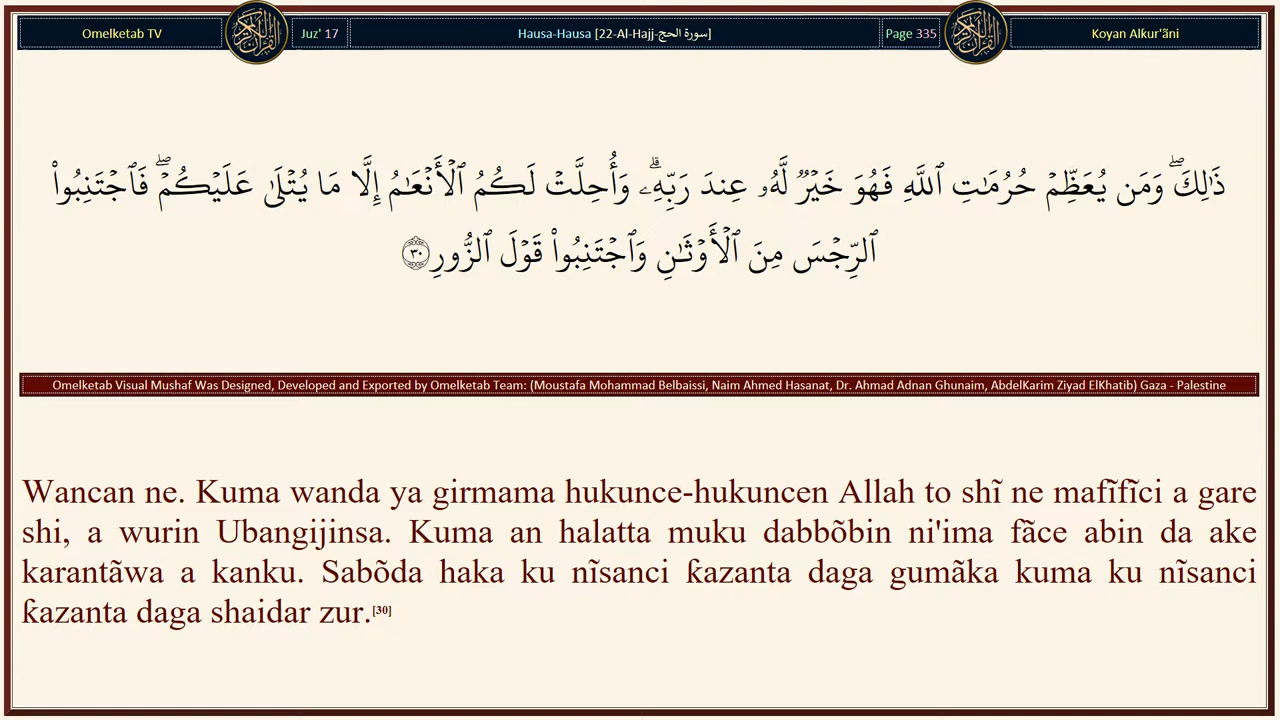 Omelketab TV
Juz' 17
Hausa-Hausa [22-Al-Hajj-سورة الحج]
Page 335
Koyan Alƙur'ãni
ذَٰلِكَۖ وَمَن يُعَظِّمۡ حُرُمَٰتِ ٱللَّهِ فَهُوَ خَيۡرٞ لَّهُۥ عِندَ رَبِّهِۦۗ وَأُحِلَّتۡ لَكُمُ ٱلۡأَنۡعَٰمُ إِلَّا مَا يُتۡلَىٰ عَلَيۡكُمۡۖ فَٱجۡتَنِبُواْ
ٱلرِّجۡسَ مِنَ ٱلۡأَوۡثَٰنِ وَٱجۡتَنِبُواْ قَوۡلَ ٱلزُّورِ ٣٠
Omelketab Visual Mushaf Was Designed, Developed and Exported by Omelketab Team: (Moustafa Mohammad Belbaissi, Naim Ahmed Hasanat, Dr. Ahmad Adnan Ghunaim, AbdelKarim Ziyad ElKhatib) Gaza - Palestine
Wancan ne. Kuma wanda ya girmama hukunce-hukuncen Allah to shĩ ne mafĩfĩci a gare
shi, a wurin Ubangijinsa. Kuma an halatta muku dabbõbin ni'ima fãce abin da ake
karantãwa a kanku. Sabõda haka ku nĩsanci ƙazanta daga gumãka kuma ku nĩsanci
ƙazanta daga shaidar zur.[30]